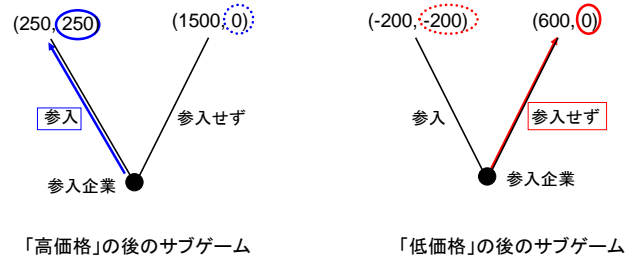 (250, 250)
(1500, 0)
(-200, -200)
(600, 0)
参入
参入せず
参入
参入せず
参入企業
参入企業
「高価格」の後のサブゲーム
「低価格」の後のサブゲーム